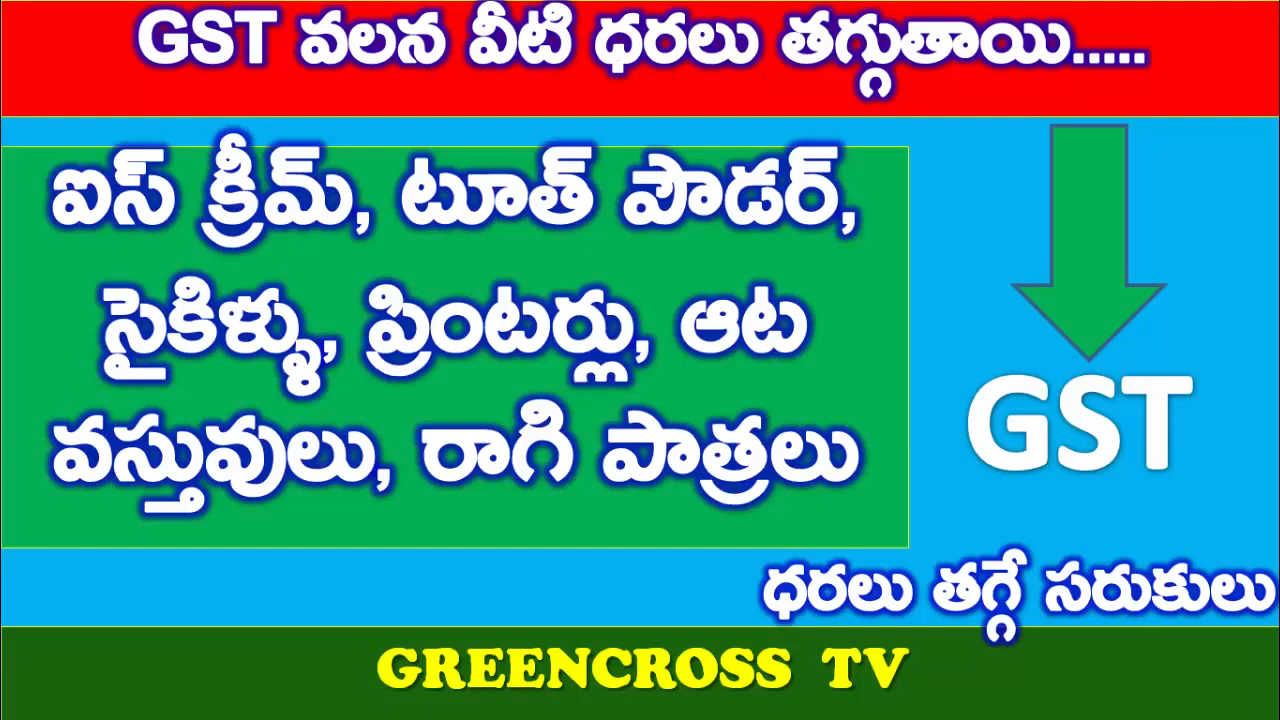 GST వలన వీటి ధరలు తగ్గుతాయి.....
ఐస్ క్రీమ్, టూత్ పౌడర్,
సైకిళ్ళు, ప్రింటర్లు, ఆట
వస్తువులు, రాగి పాత్రలు
GST
ధరలు తగ్గే సరుకులు
GREENCROSS TV